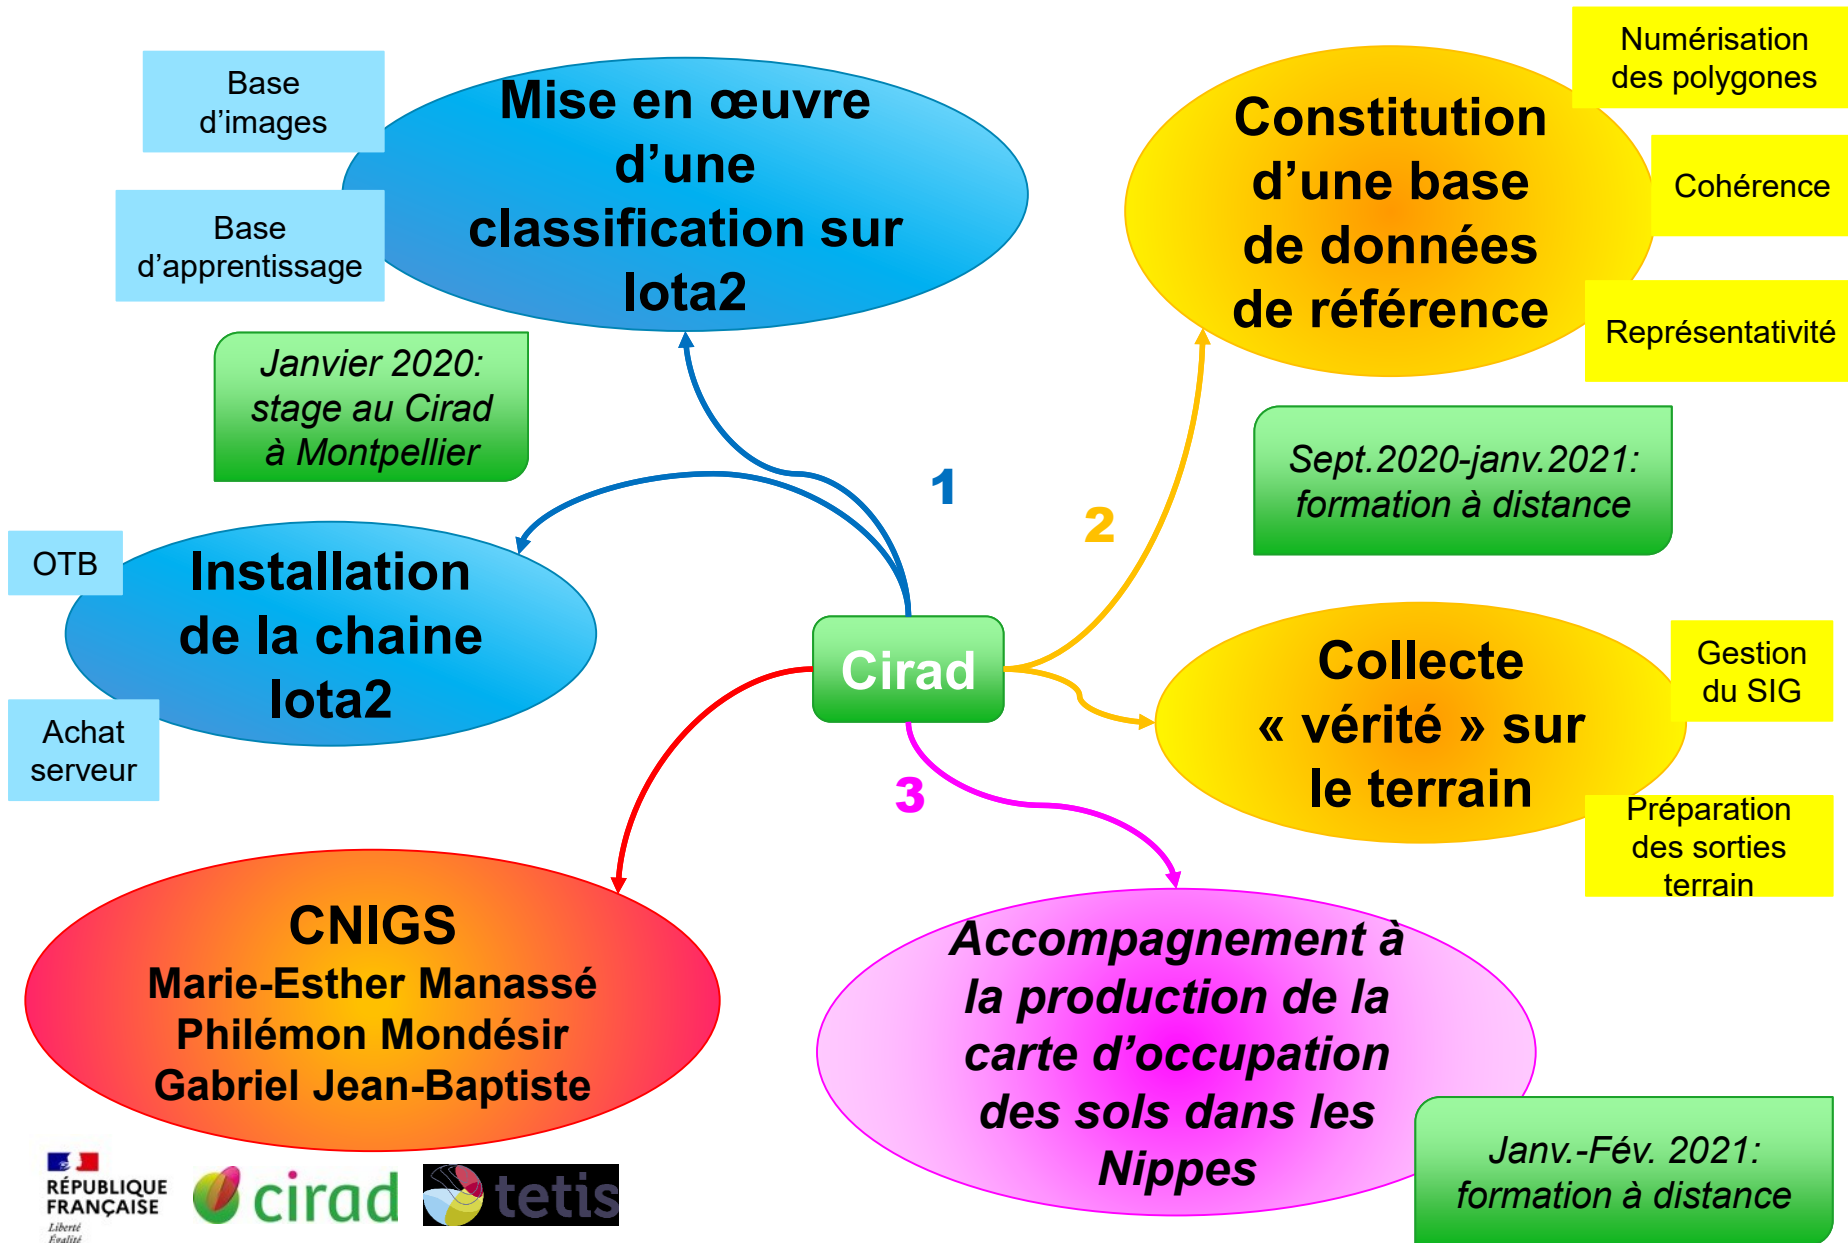 Base
d’images
Base
d’apprentissage
Mise en œuvre
d’une
classification sur
Iota2
Janvier 2020:
stage au Cirad
à Montpellier
1
OTB
Achat
serveur
Installation
de la chaine
Iota2
Cirad
Numérisation
des polygones
Cohérence
Représentativité
Constitution
d’une base
de données
de référence
Sept.2020-janv.2021:
formation à distance
2
Collecte
« vérité » sur
le terrain
Gestion
du SIG
Préparation
des sorties
terrain
3
Accompagnement à
la production de la
carte d’occupation
des sols dans les
Nippes
Janv.-Fév. 2021:
formation à distance
CNIGS
Marie-Esther Manassé
Philémon Mondésir
Gabriel Jean-Baptiste
RÉPUBLIQUE
FRANÇAISE
Liberté
Égalité
cirad
tetis